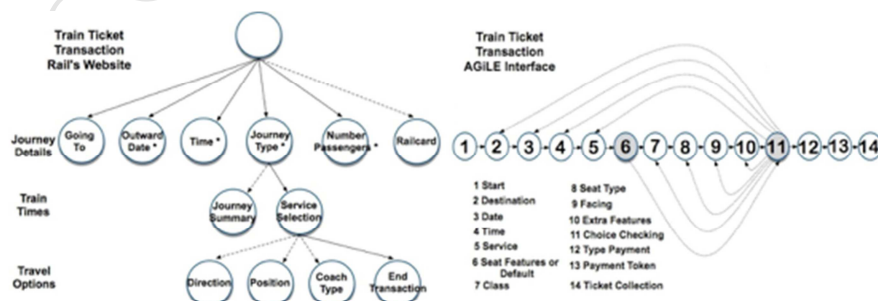 Train Ticket
Transaction
Rail's Website
Journey
Details
Going
To
Outward
Date *
Time *
Journey
Type *
Number
Passengers *
Railcard
Train
Times
Journey
Summary
Service
Selection
Travel
Options
Direction
Position
Coach
Type
End
Transaction
Train Ticket
Transaction
AGiLE Interface
1 2 3 4 5 6 7 8 9 10 11 12 13 14
1 Start
2 Destination
3 Date
4 Time
5 Service
6 Seat Features or
Default
7 Class
8 Seat Type
9 Facing
10 Extra Features
11 Choice Checking
12 Type Payment
13 Payment Token
14 Ticket Collection